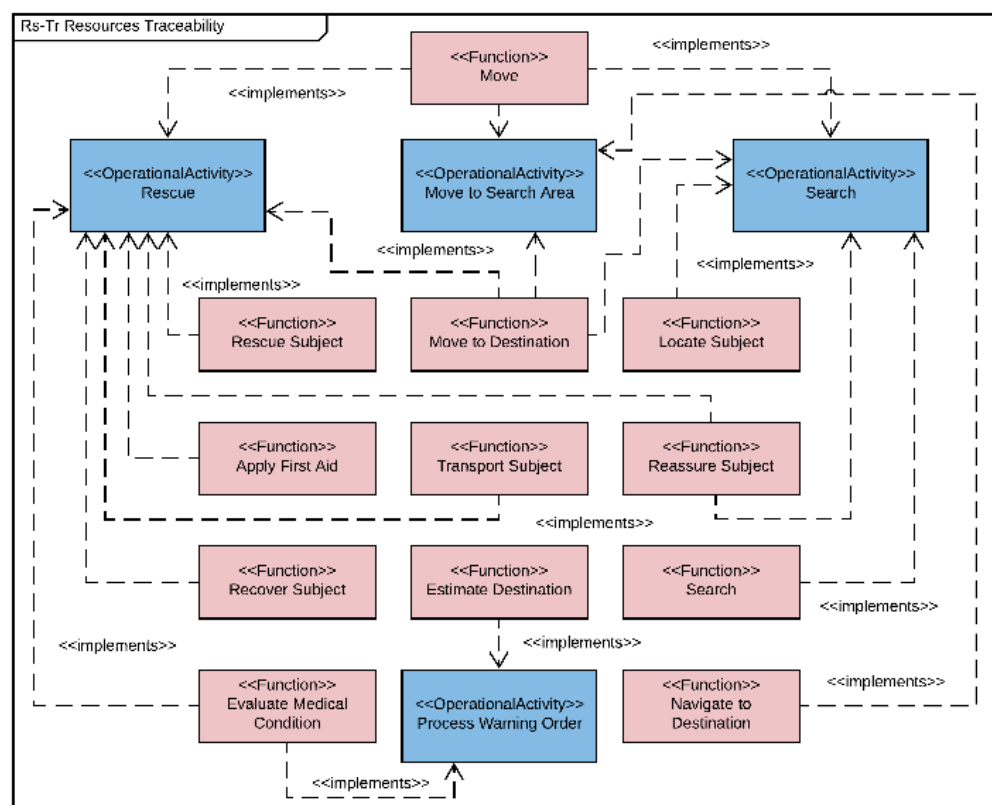 Rs-Tr Resources Traceability
<<Function>>
Move
<<implements>>
<<implements>>
<<OperationalActivity>>
Rescue
<<OperationalActivity>>
Move to Search Area
<<OperationalActivity>>
Search
<<implements>>
<<implements>>
<<implements>>
<<Function>>
Rescue Subject
<<Function>>
Move to Destination
<<Function>>
Locate Subject
<<Function>>
Apply First Aid
<<Function>>
Transport Subject
<<Function>>
Reassure Subject
<<implements>>
<<Function>>
Recover Subject
<<Function>>
Estimate Destination
<<Function>>
Search
<<implements>>
<<implements>>
<<implements>>
<<Function>>
Evaluate Medical
Condition
<<OperationalActivity>>
Process Warning Order
<<Function>>
Navigate to
Destination
<<implements>>
<<implements>>